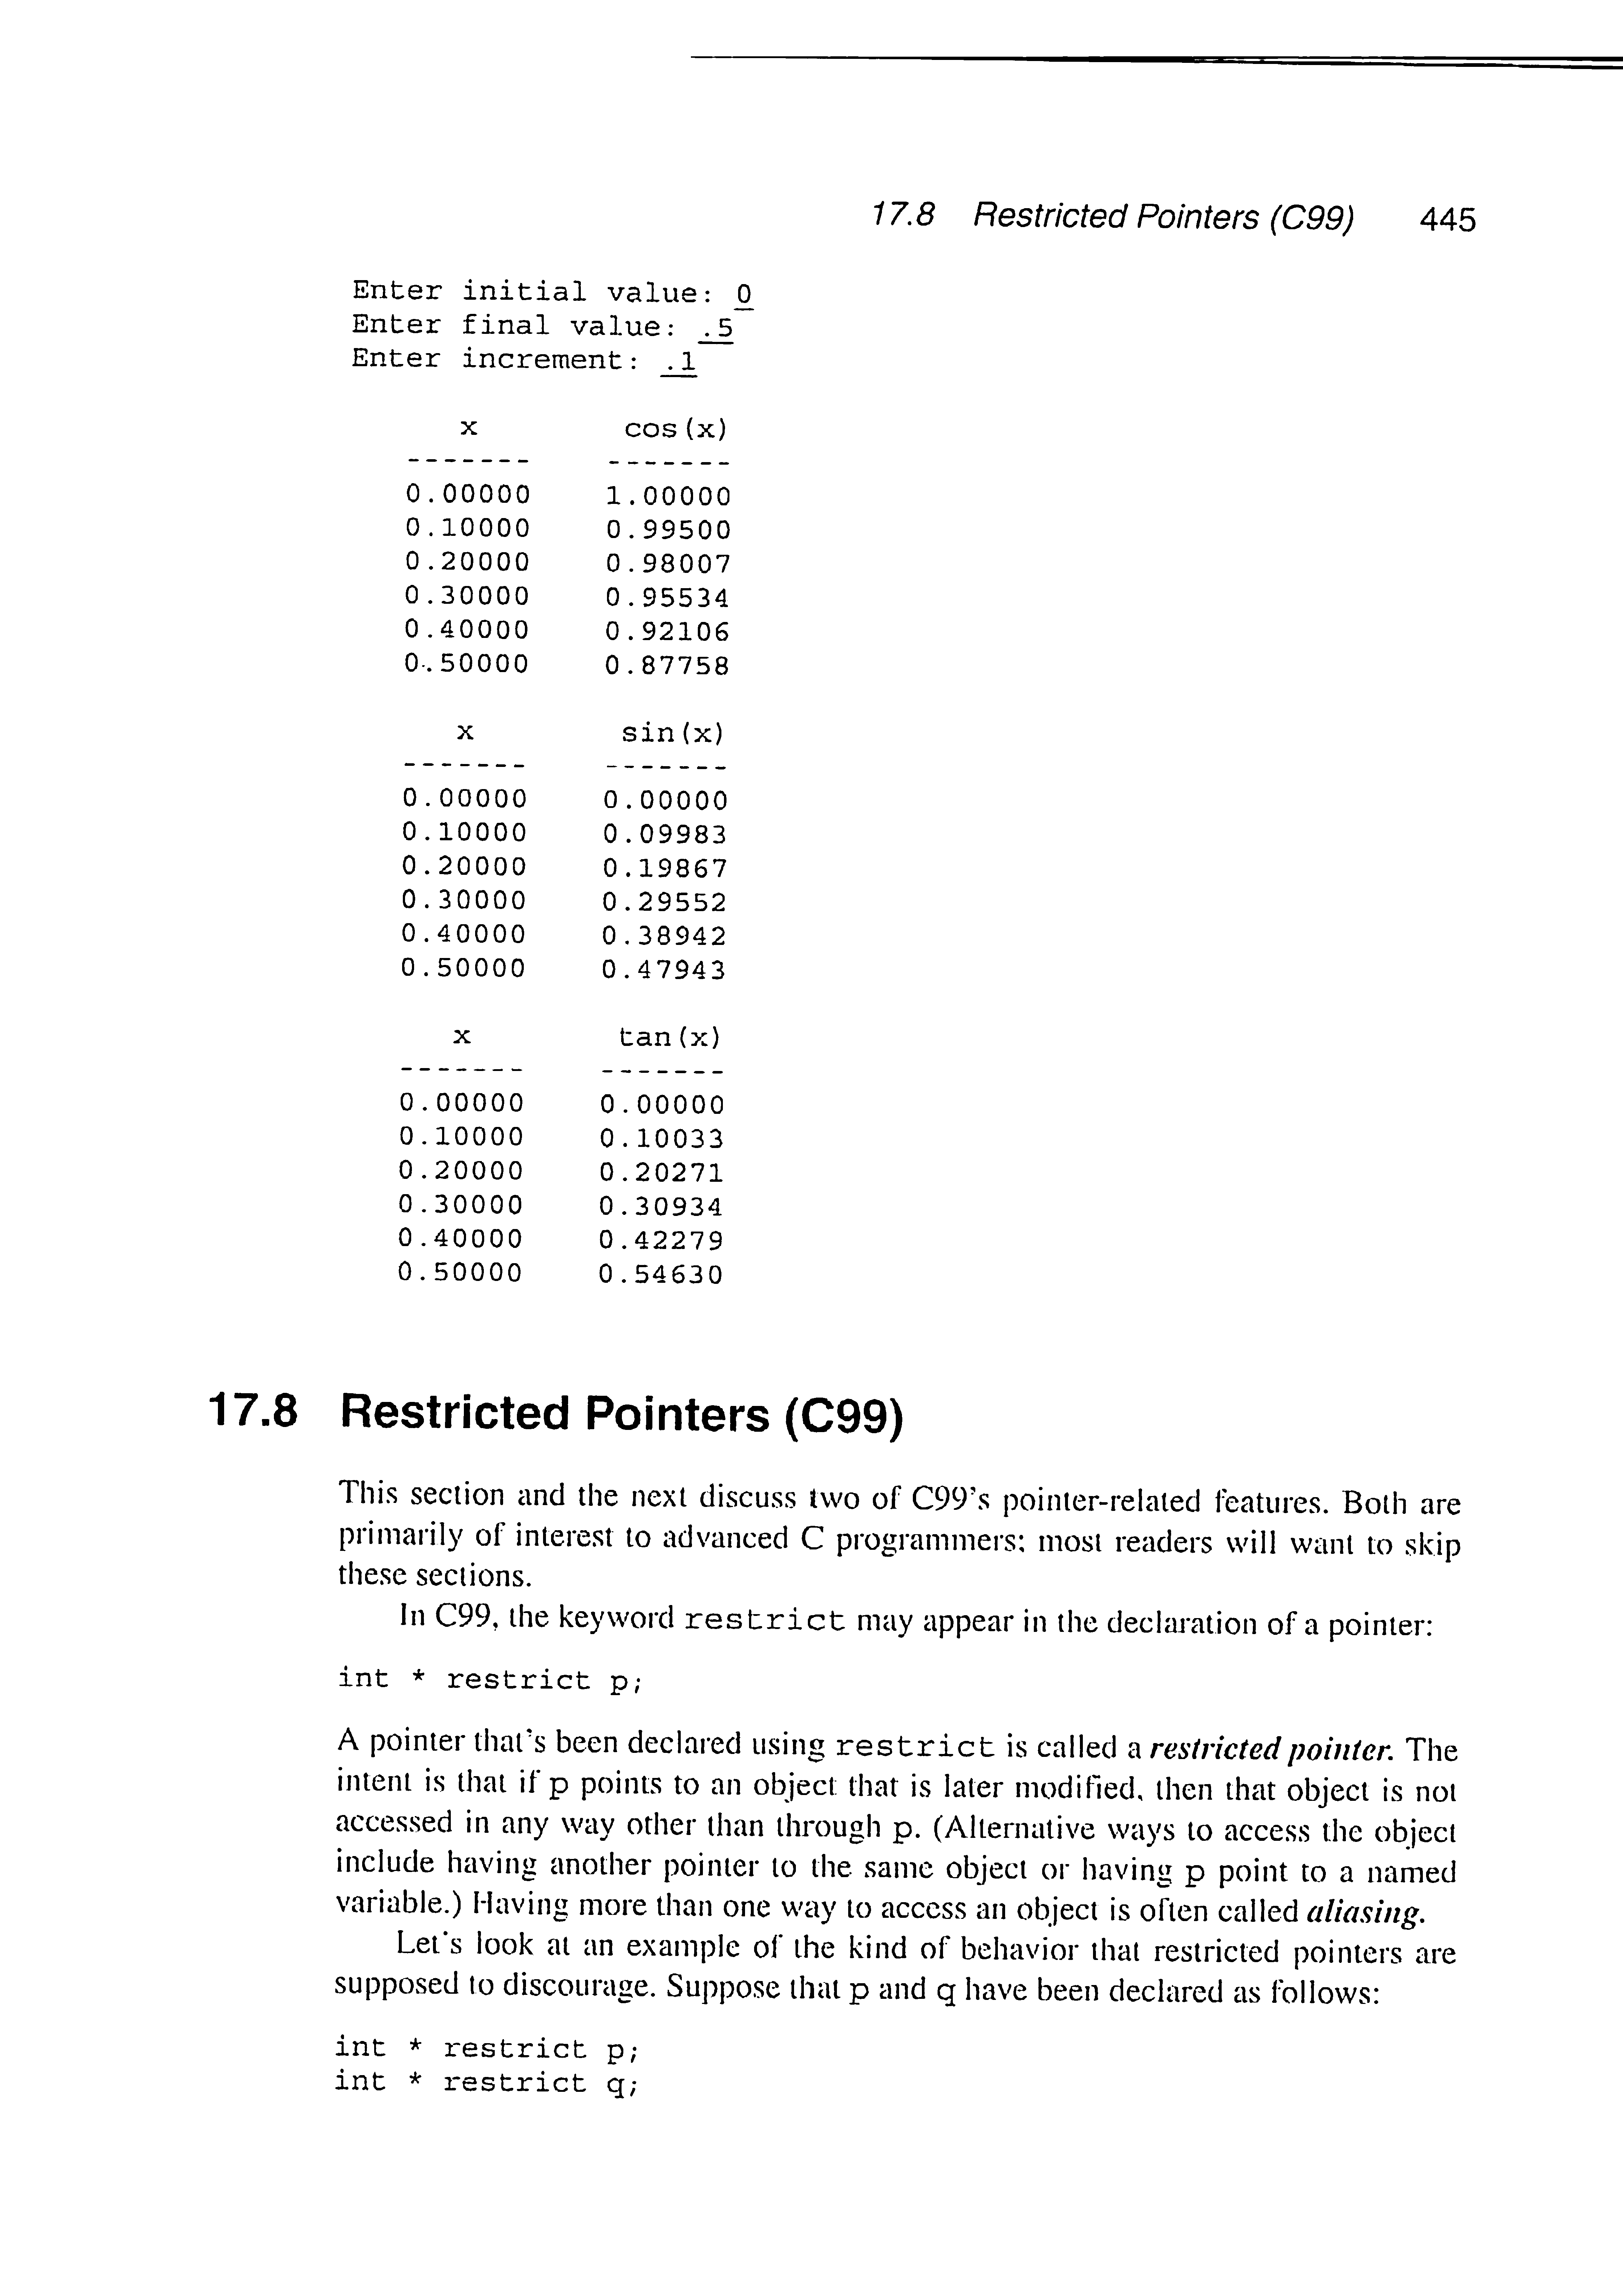 17.8 Restricted Pointers (C99) 445
Enter initial value: 0
Enter final value: .5
Enter increment: .1
x cos(x)
------- -------
0.00000 1.00000
0.10000 0.99500
0.20000 0.98007
0.30000 0.95534
0.40000 0.92106
0.50000 0.87758
x sin(x)
------- -------
0.00000 0.00000
0.10000 0.09983
0.20000 0.19867
0.30000 0.29552
0.40000 0.38942
0.50000 0.47943
x tan(x)
------- -------
0.00000 0.00000
0.10000 0.10033
0.20000 0.20271
0.30000 0.30934
0.40000 0.42279
0.50000 0.54630
17.8 Restricted Pointers (C99)
This section and the next discuss two of C99's pointer-related features. Both are
primarily of interest to advanced C programmers; most readers will want to skip
these sections.
In C99, the keyword restrict may appear in the declaration of a pointer:
int * restrict p;
A pointer that's been declared using restrict is called a restricted pointer. The
intent is that if p points to an object that is later modified, then that object is not
accessed in any way other than through p. (Alternative ways to access the object
include having another pointer to the same object or having p point to a named
variable.) Having more than one way to access an object is often called aliasing.
Let's look at an example of the kind of behavior that restricted pointers are
supposed to discourage. Suppose that p and q have been declared as follows:
int * restrict p;
int * restrict q;